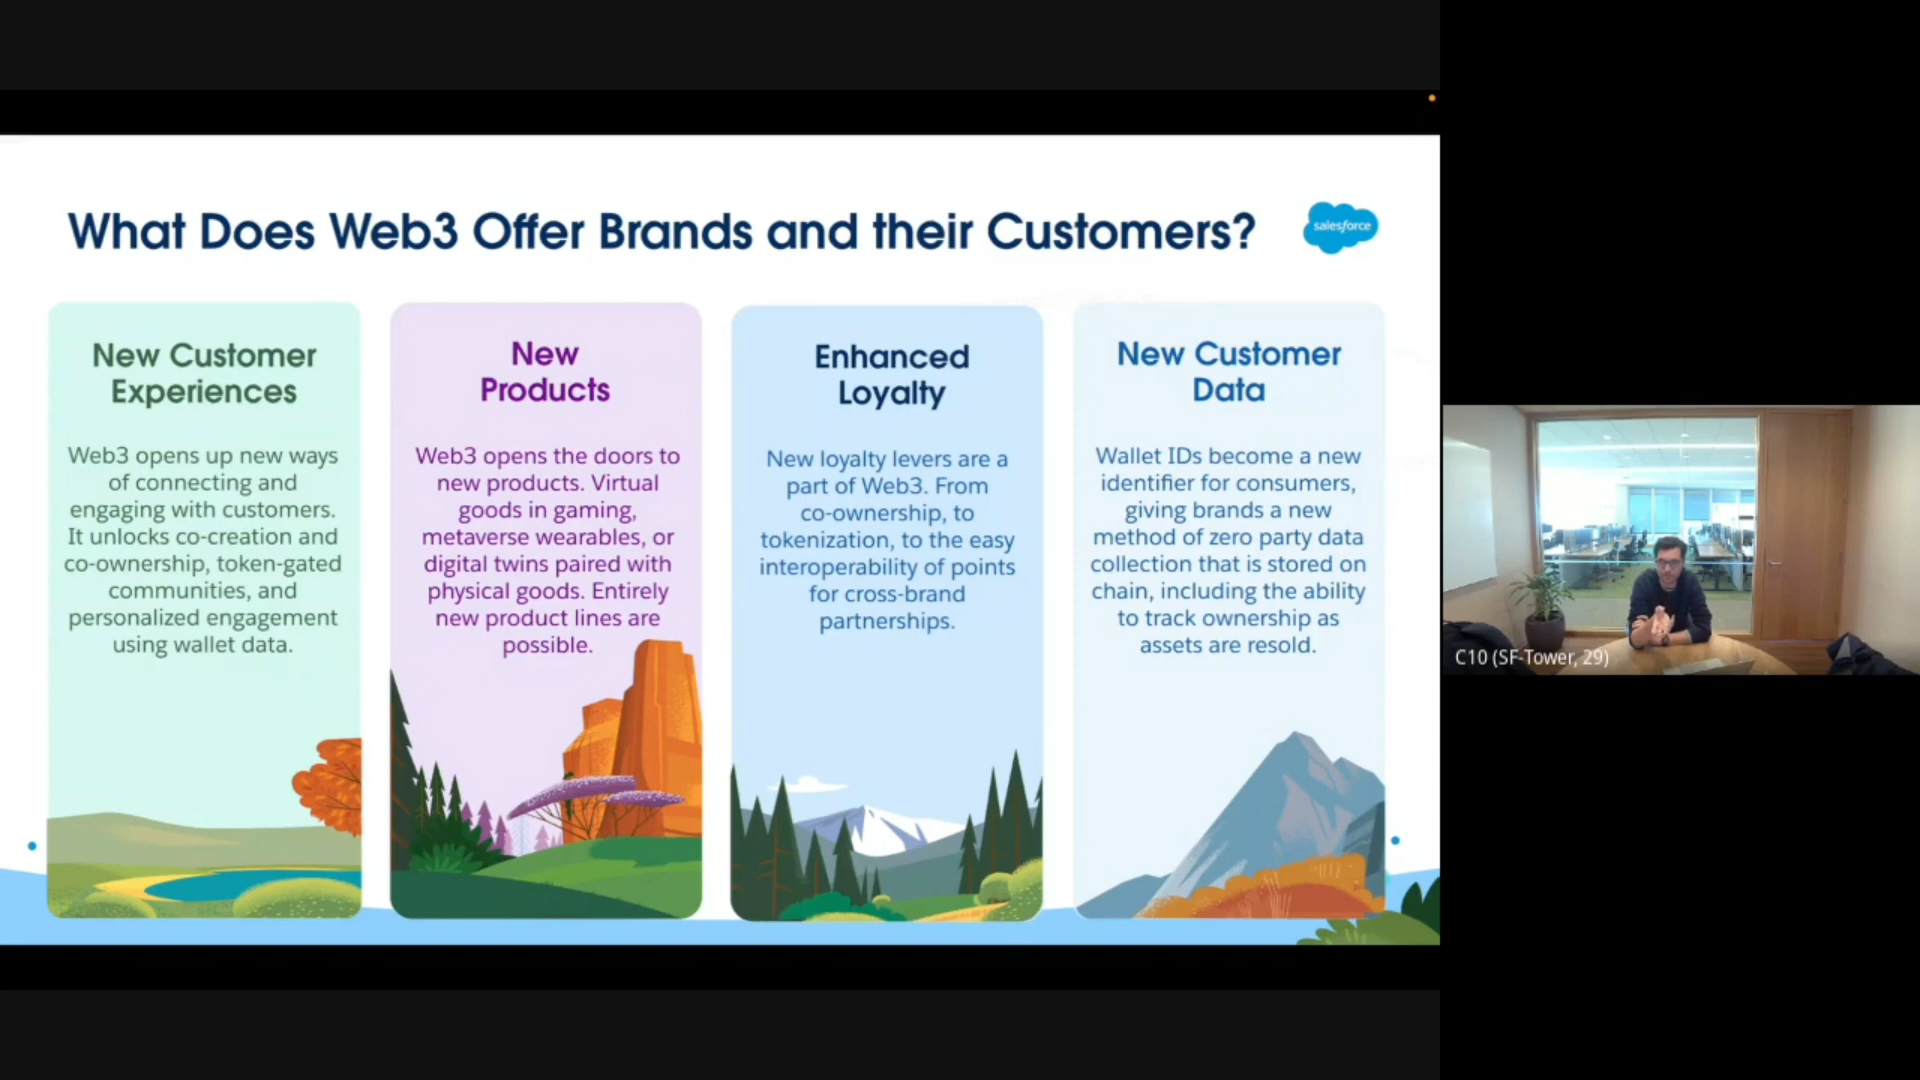 What Does Web3 Offer Brands and their Customers?
salesforce
New Customer
Experiences
Web3 opens up new ways
of connecting and
engaging with customers.
It unlocks co-creation and
co-ownership, token-gated
communities, and
personalized engagement
using wallet data.
New
Products
Web3 opens the doors to
new products. Virtual
goods in gaming,
metaverse wearables, or
digital twins paired with
physical goods. Entirely
new product lines are
possible.
Enhanced
Loyalty
New loyalty levers are a
part of Web3. From
co-ownership, to
tokenization, to the easy
interoperability of points
for cross-brand
partnerships.
New Customer
Data
Wallet IDs become a new
identifier for consumers,
giving brands a new
method of zero party data
collection that is stored on
chain, including the ability
to track ownership as
assets are resold.
C10 (SF-Tower, 29)